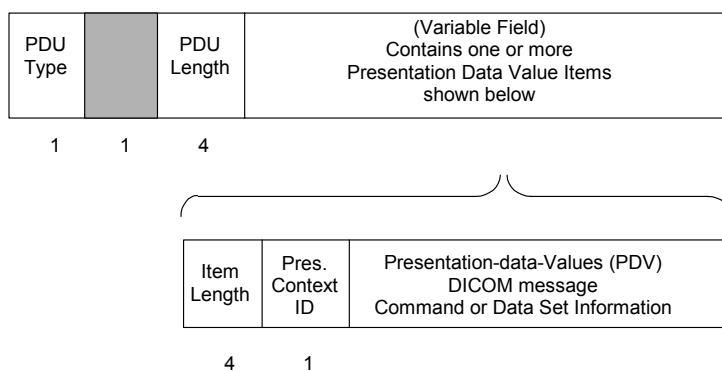 PDU
Type
PDU
Length
(Variable Field)
Contains one or more
Presentation Data Value Items
shown below
1
1
4
Item
Length
Pres.
Context
ID
Presentation-data-Values (PDV)
DICOM message
Command or Data Set Information
4
1